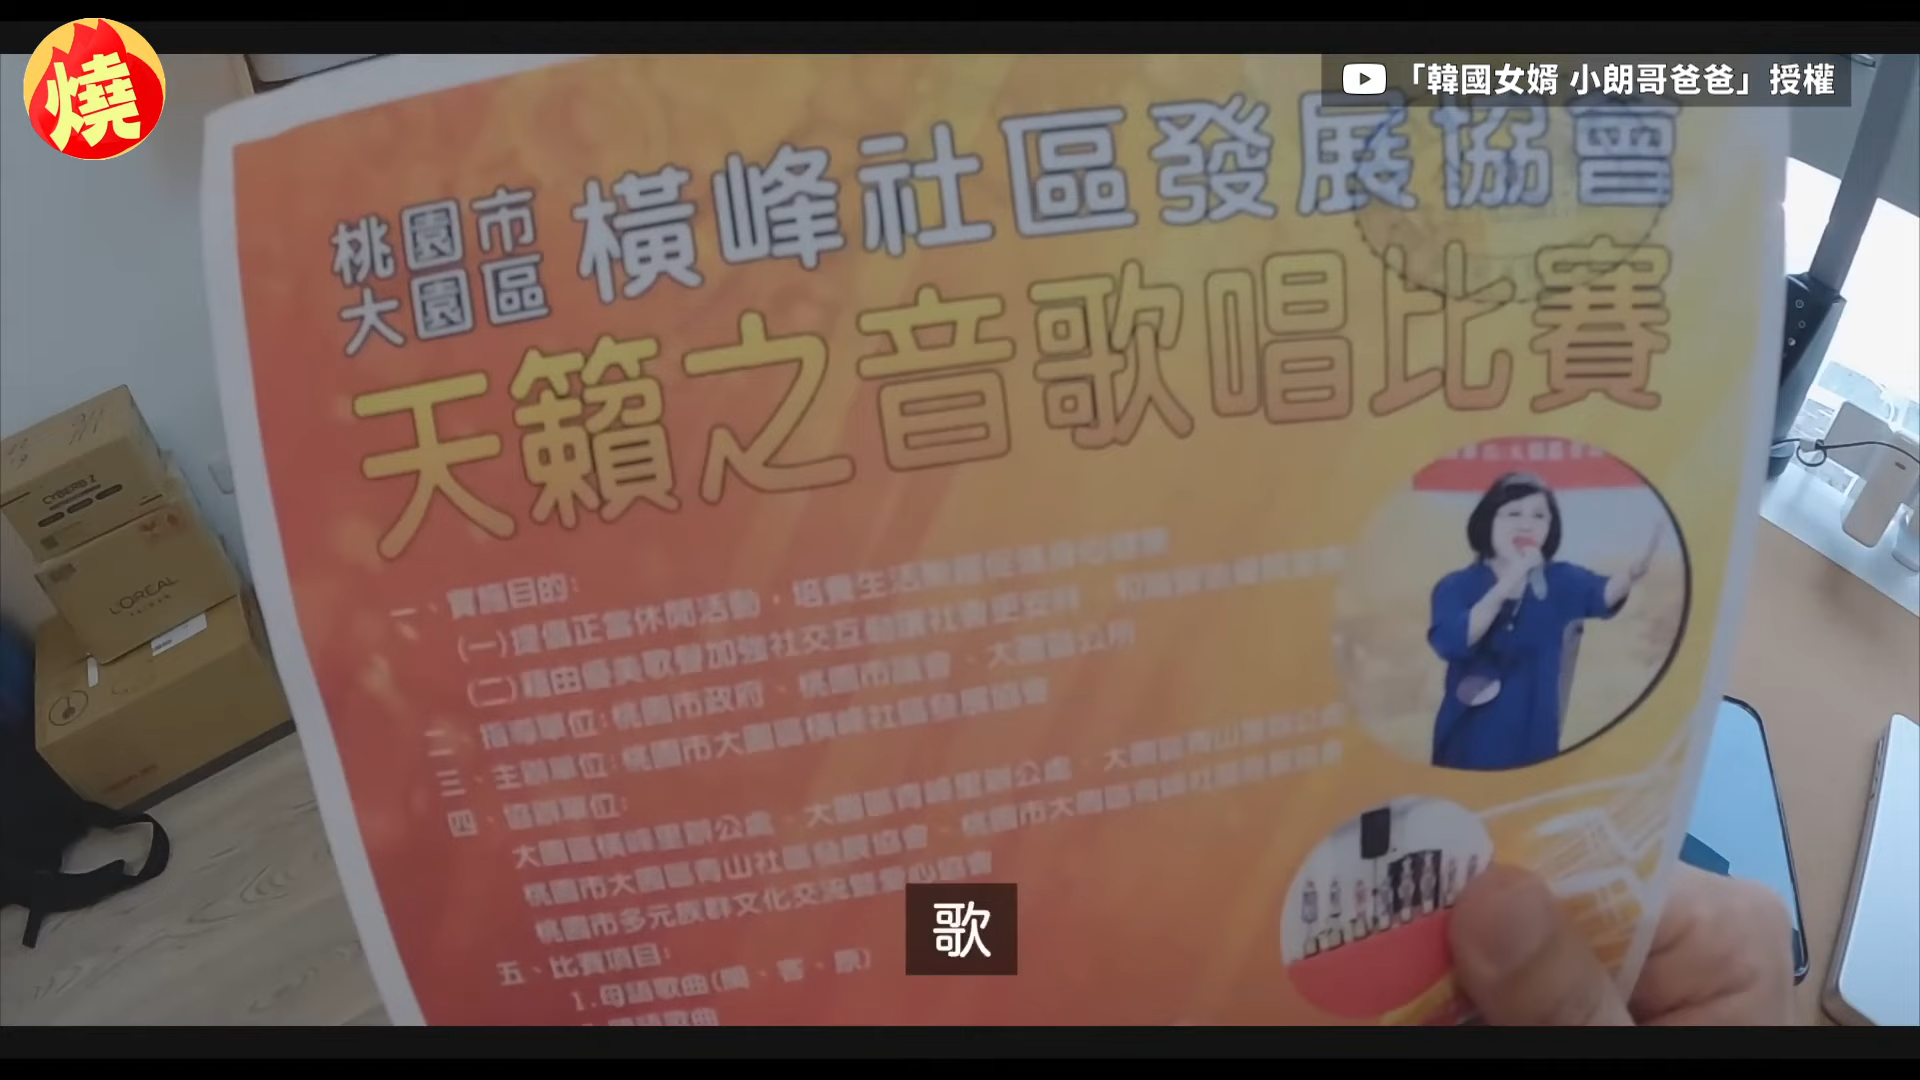 燒
「韓國女婿 小朗哥爸爸」授權
桃園市
大園區
橫峰社區發展協會
天籟之音歌唱比賽
一、實施目的:
(一)提倡正當休閒活動,培養生活
(二)藉由優美歌聲加強社交互動讓社會更
二、指導單位:桃園市政府、桃園市議會、大園區公所
三、主辦單位:桃園市大園區橫峰社區發展協會
四、協辦單位:
大園區橫峰里辦公處、大園區青峰里辦公處、大園區青山里辦公處
桃園市大園區青山社區發展協會、桃園市大園區
桃園市多元族群文化交流暨愛心協會
五、比賽項目:
1.母語歌曲(閩、客、原)
歌
CYBERBIZ
L'OREAL